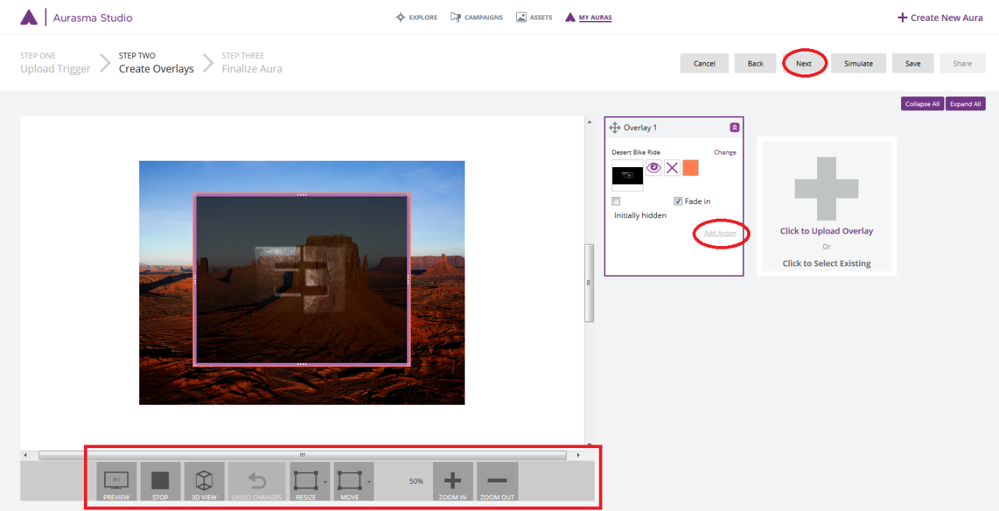 Aurasma Studio
EXPLORE
CAMPAIGNS
ASSETS
MY AURAS
Create New Aura
STEP ONE
Upload Trigger
STEP TWO
Create Overlays
STEP THREE
Finalize Aura
Cancel
Back
Next
Simulate
Save
Share
Collapse All
Expand All
Overlay 1
Desert Bike Ride
Change
Fade in
Initially hidden
Add Action
Click to Upload Overlay
Or
Click to Select Existing
PREVIEW
STOP
3D VIEW
UNDO CHANGES
RESIZE
MOVE
50%
ZOOM IN
ZOOM OUT